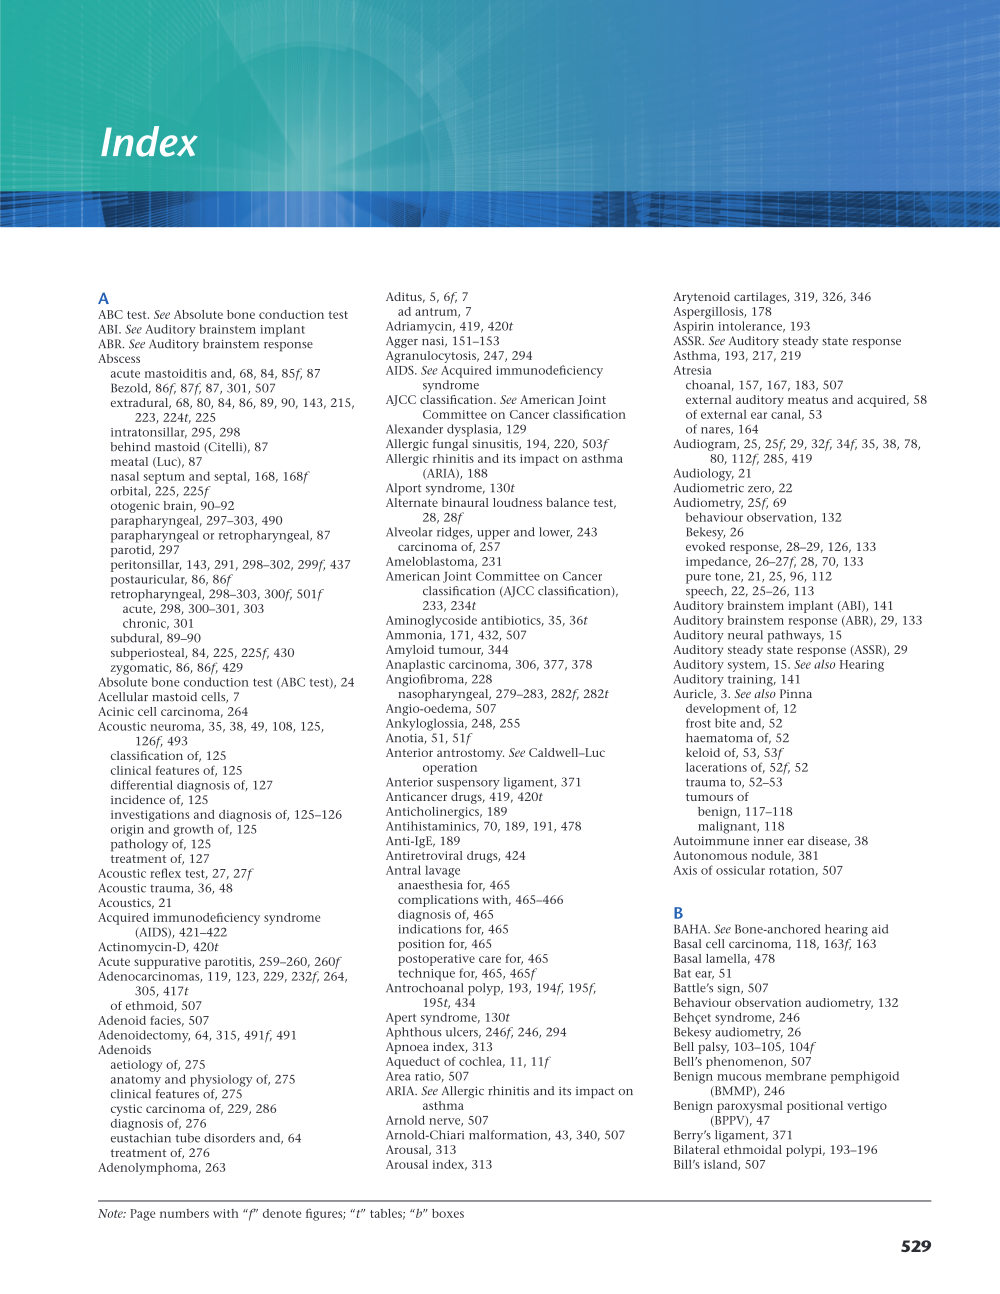 Index
A
ABC test. See Absolute bone conduction test
ABI. See Auditory brainstem implant
ABR. See Auditory brainstem response
Abscess
acute mastoiditis and, 68, 84, 85f, 87
Bezold, 86f, 87f, 87, 301, 507
extradural, 68, 80, 84, 86, 89, 90, 143, 215,
223, 224t, 225
intratonsillar, 295, 298
behind mastoid (Citelli), 87
meatal (Luc), 87
nasal septum and septal, 168, 168f
orbital, 225, 225f
otogenic brain, 90–92
parapharyngeal, 297–303, 490
parapharyngeal or retropharyngeal, 87
parotid, 297
peritonsillar, 143, 291, 298–302, 299f, 437
postauricular, 86, 86f
retropharyngeal, 298–303, 300f, 501f
acute, 298, 300–301, 303
chronic, 301
subdural, 89–90
subperiosteal, 84, 225, 225f, 430
zygomatic, 86, 86f, 429
Absolute bone conduction test (ABC test), 24
Acellular mastoid cells, 7
Acinic cell carcinoma, 264
Acoustic neuroma, 35, 38, 49, 108, 125,
126f, 493
classification of, 125
clinical features of, 125
differential diagnosis of, 127
incidence of, 125
investigations and diagnosis of, 125–126
origin and growth of, 125
pathology of, 125
treatment of, 127
Acoustic reflex test, 27, 27f
Acoustic trauma, 36, 48
Acoustics, 21
Acquired immunodeficiency syndrome
(AIDS), 421–422
Actinomycin-D, 420t
Acute suppurative parotitis, 259–260, 260f
Adenocarcinomas, 119, 123, 229, 232f, 264,
305, 417t
of ethmoid, 507
Adenoid facies, 507
Adenoidectomy, 64, 315, 491f, 491
Adenoids
aetiology of, 275
anatomy and physiology of, 275
clinical features of, 275
cystic carcinoma of, 229, 286
diagnosis of, 276
eustachian tube disorders and, 64
treatment of, 276
Adenolymphoma, 263
Aditus, 5, 6f, 7
ad antrum, 7
Adriamycin, 419, 420t
Agger nasi, 151–153
Agranulocytosis, 247, 294
AIDS. See Acquired immunodeficiency
syndrome
AJCC classification. See American Joint
Committee on Cancer classification
Alexander dysplasia, 129
Allergic fungal sinusitis, 194, 220, 503f
Allergic rhinitis and its impact on asthma
(ARIA), 188
Alport syndrome, 130t
Alternate binaural loudness balance test,
28, 28f
Alveolar ridges, upper and lower, 243
carcinoma of, 257
Ameloblastoma, 231
American Joint Committee on Cancer
classification (AJCC classification),
233, 234t
Aminoglycoside antibiotics, 35, 36t
Ammonia, 171, 432, 507
Amyloid tumour, 344
Anaplastic carcinoma, 306, 377, 378
Angiofibroma, 228
nasopharyngeal, 279–283, 282f, 282t
Angio-oedema, 507
Ankyloglossia, 248, 255
Anotia, 51, 51f
Anterior antrostomy. See Caldwell–Luc
operation
Anterior suspensory ligament, 371
Anticancer drugs, 419, 420t
Anticholinergics, 189
Antihistaminics, 70, 189, 191, 478
Anti-IgE, 189
Antiretroviral drugs, 424
Antral lavage
anaesthesia for, 465
complications with, 465–466
diagnosis of, 465
indications for, 465
position for, 465
postoperative care for, 465
technique for, 465, 465f
Antrochoanal polyp, 193, 194f, 195f,
195t, 434
Apert syndrome, 130t
Aphthous ulcers, 246f, 246, 294
Apnoea index, 313
Aqueduct of cochlea, 11, 11f
Area ratio, 507
ARIA. See Allergic rhinitis and its impact on
asthma
Arnold nerve, 507
Arnold-Chiari malformation, 43, 340, 507
Arousal, 313
Arousal index, 313
Arytenoid cartilages, 319, 326, 346
Aspergillosis, 178
Aspirin intolerance, 193
ASSR. See Auditory steady state response
Asthma, 193, 217, 219
Atresia
choanal, 157, 167, 183, 507
external auditory meatus and acquired, 58
of external ear canal, 53
of nares, 164
Audiogram, 25, 25f, 29, 32f, 34f, 35, 38, 78,
80, 112f, 285, 419
Audiology, 21
Audiometric zero, 22
Audiometry, 25f, 69
behaviour observation, 132
Bekesy, 26
evoked response, 28–29, 126, 133
impedance, 26–27f, 28, 70, 133
pure tone, 21, 25, 96, 112
speech, 22, 25–26, 113
Auditory brainstem implant (ABI), 141
Auditory brainstem response (ABR), 29, 133
Auditory neural pathways, 15
Auditory steady state response (ASSR), 29
Auditory system, 15. See also Hearing
Auditory training, 141
Auricle, 3. See also Pinna
development of, 12
frost bite and, 52
haematoma of, 52
keloid of, 53, 53f
lacerations of, 52f, 52
trauma to, 52–53
tumours of
benign, 117–118
malignant, 118
Autoimmune inner ear disease, 38
Autonomous nodule, 381
Axis of ossicular rotation, 507
B
BAHA. See Bone-anchored hearing aid
Basal cell carcinoma, 118, 163f, 163
Basal lamella, 478
Bat ear, 51
Battle's sign, 507
Behaviour observation audiometry, 132
Behçet syndrome, 246
Bekesy audiometry, 26
Bell palsy, 103–105, 104f
Bell's phenomenon, 507
Benign mucous membrane pemphigoid
(BMMP), 246
Benign paroxysmal positional vertigo
(BPPV), 47
Berry's ligament, 371
Bilateral ethmoidal polypi, 193–196
Bill's island, 507
Note: Page numbers with “f” denote figures; “t” tables; “b” boxes
529